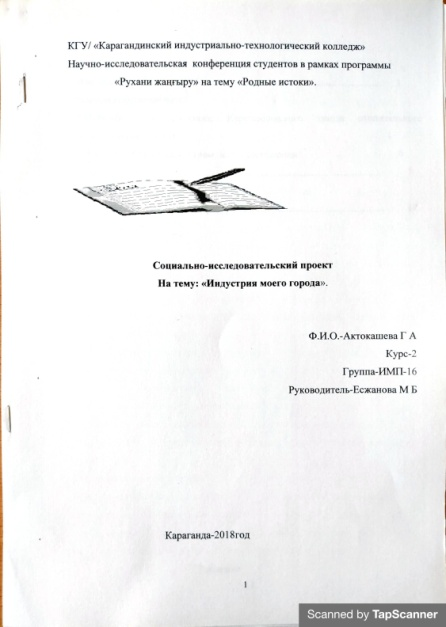 КГУ/ «Карагандинский индустриально-технологический колледж»
Научно-исследовательская конференция студентов в рамках программы
«Рухани жаңғыру» на тему «Родные истоки».
Социально-исследовательский проект
На тему: «Индустрия моего города».
Ф.И.О.-Актокашева Г А
Курс-2
Группа-ИМП-16
Руководитель-Есжанова М Б
Караганда-2018год
1
Scanned by TapScanner